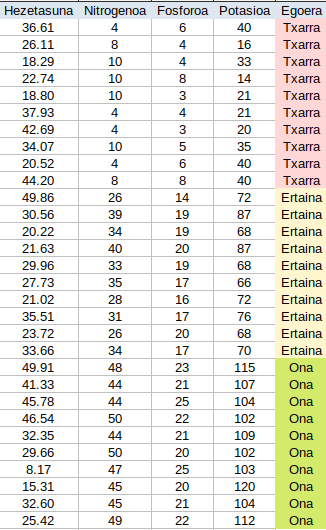 Hezetasuna Nitrogenoa Fosforoa Potasioa Egoera
36.61 4 6 40 Txarra
26.11 8 4 16 Txarra
18.29 10 4 33 Txarra
22.74 10 8 14 Txarra
18.80 10 3 21 Txarra
37.93 4 4 21 Txarra
42.69 4 3 20 Txarra
34.07 10 5 35 Txarra
20.52 4 6 40 Txarra
44.20 8 8 40 Txarra
49.86 26 14 72 Ertaina
30.56 39 19 87 Ertaina
20.22 34 19 68 Ertaina
21.63 40 20 87 Ertaina
29.96 33 19 68 Ertaina
27.73 35 17 66 Ertaina
21.02 28 16 72 Ertaina
35.51 31 17 76 Ertaina
23.72 26 20 68 Ertaina
33.66 34 17 70 Ertaina
49.91 48 23 115 Ona
41.33 44 21 107 Ona
45.78 44 25 104 Ona
46.54 50 22 102 Ona
32.35 44 21 109 Ona
29.66 50 20 102 Ona
8.17 47 25 103 Ona
15.31 45 20 120 Ona
32.60 45 21 104 Ona
25.42 49 22 112 Ona